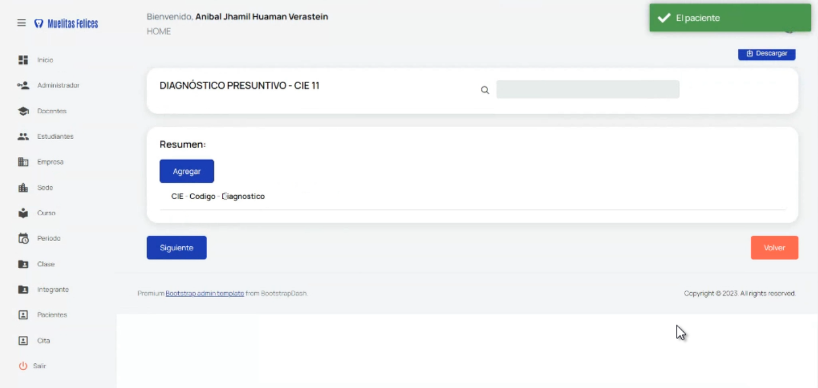 Muelitas Felices
Bienvenido, Anibal Jhamil Huaman Verastein
HOME
El paciente
Descargar
Inicio
Administrador
Docentes
Estudiantes
Empresa
Sede
Curso
Periodo
Clave
Integrante
Pacientes
Cita
Salir
DIAGNÓSTICO PRESUNTIVO - CIE 11
Resumen:
Agregar
CIE - Codigo - Diagnostico
Siguiente
Volver
Premium Bootstrap admin template from BootstrapDash.
Copyright © 2023. All rights reserved.